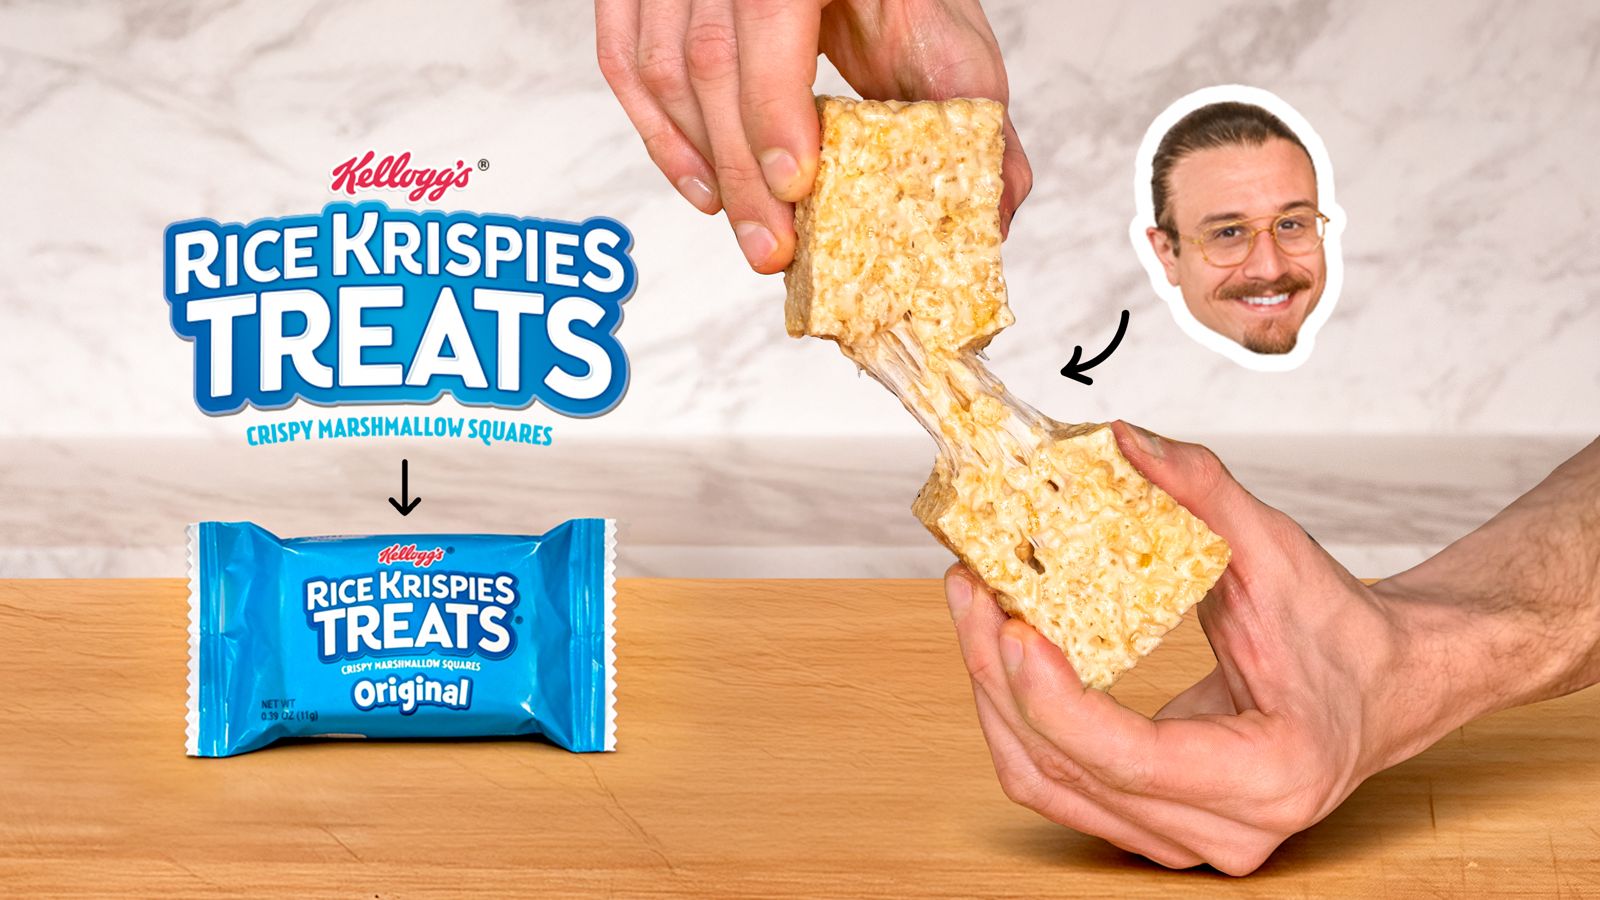 Kellogg's®
RICE KRISPIES
TREATS
CRISPY MARSHMALLOW SQUARES
Kellogg's®
RICE KRISPIES
TREATS®
CRISPY MARSHMALLOW SQUARES
Original
NET WT
0.39 OZ (11g)